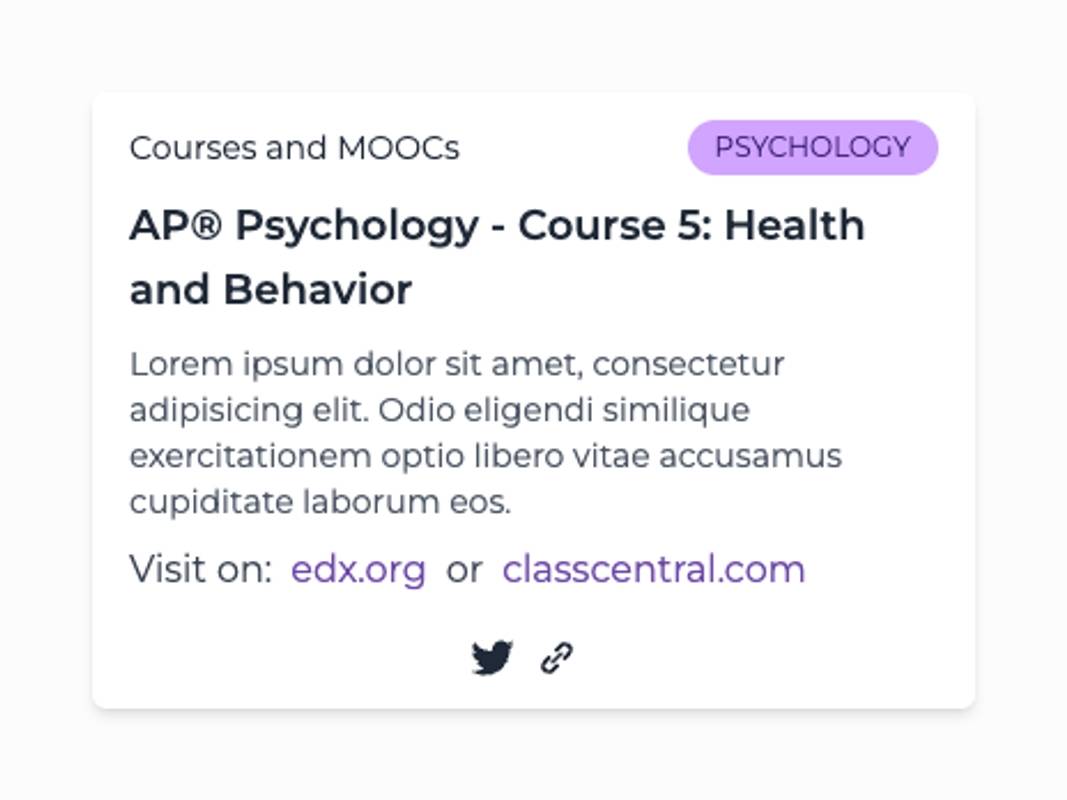 Courses and MOOCs
PSYCHOLOGY
AP® Psychology - Course 5: Health
and Behavior
Lorem ipsum dolor sit amet, consectetur
adipisicing elit. Odio eligendi similique
exercitationem optio libero vitae accusamus
cupiditate laborum eos.
Visit on: edx.org or classcentral.com